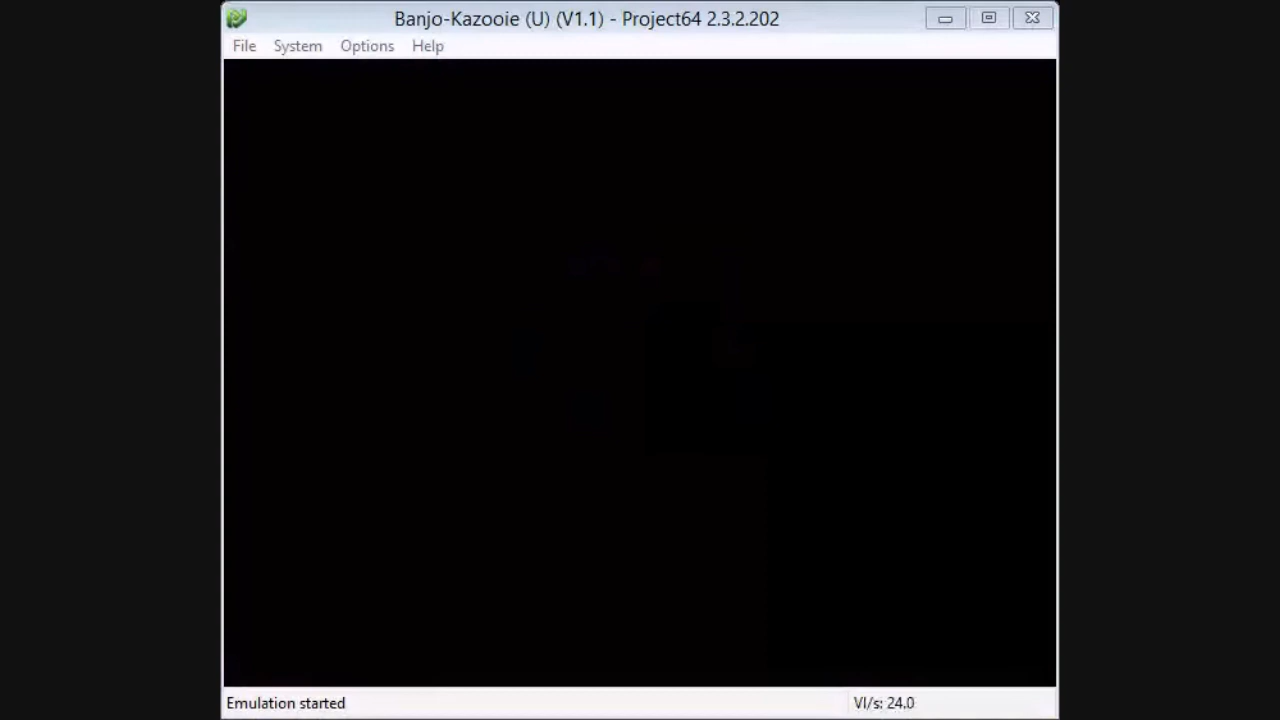 Banjo-Kazooie (U) (V1.1) - Project64 2.3.2.202
File System Options Help
Emulation started VI/s: 24.0